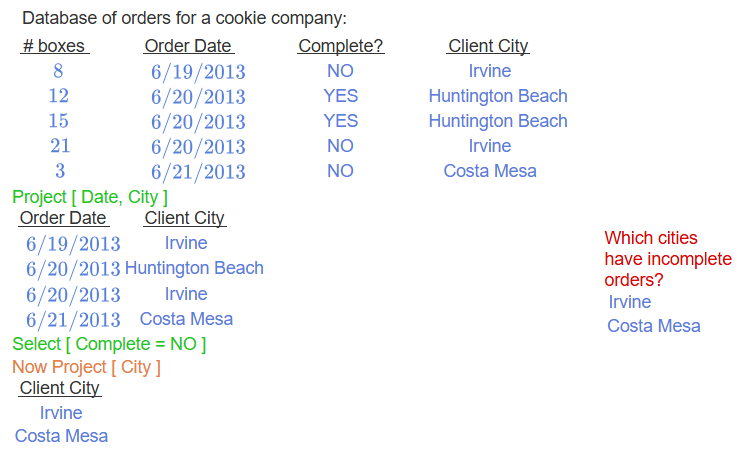 Database of orders for a cookie company:
# boxes Order Date Complete? Client City
8 6/19/2013 NO Irvine
12 6/20/2013 YES Huntington Beach
15 6/20/2013 YES Huntington Beach
21 6/20/2013 NO Irvine
3 6/21/2013 NO Costa Mesa
Project [ Date, City ]
Order Date Client City
6/19/2013 Irvine
6/20/2013 Huntington Beach
6/20/2013 Irvine
6/21/2013 Costa Mesa
Select [ Complete = NO ]
Now Project [ City ]
Client City
Irvine
Costa Mesa
Which cities
have incomplete
orders?
Irvine
Costa Mesa